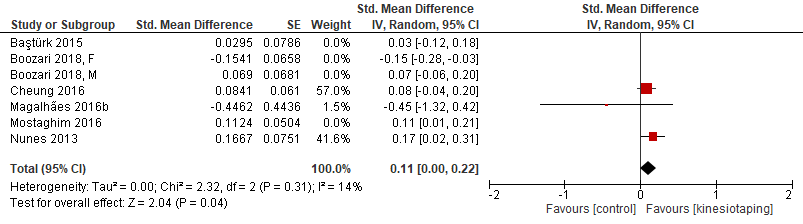 Std. Mean Difference Std. Mean Difference
Study or Subgroup Std. Mean Difference SE Weight IV, Random, 95% CI IV, Random, 95% CI
Baştürk 2015 0.0295 0.0786 0.0% 0.03 [-0.12, 0.18]
Boozari 2018, F -0.1541 0.0658 0.0% -0.15 [-0.28, -0.03]
Boozari 2018, M 0.069 0.0681 0.0% 0.07 [-0.06, 0.20]
Cheung 2016 0.0841 0.061 57.0% 0.08 [-0.04, 0.20]
Magalhães 2016b -0.4462 0.4436 1.5% -0.45 [-1.32, 0.42]
Mostaghim 2016 0.1124 0.0504 0.0% 0.11 [0.01, 0.21]
Nunes 2013 0.1667 0.0751 41.6% 0.17 [0.02, 0.31]
Total (95% CI) 100.0% 0.11 [0.00, 0.22]
Heterogeneity: Tau² = 0.00; Chi² = 2.32, df = 2 (P = 0.31); I² = 14%
Test for overall effect: Z = 2.04 (P = 0.04)
-2 -1 0 1 2
Favours [control] Favours [kinesiotaping]